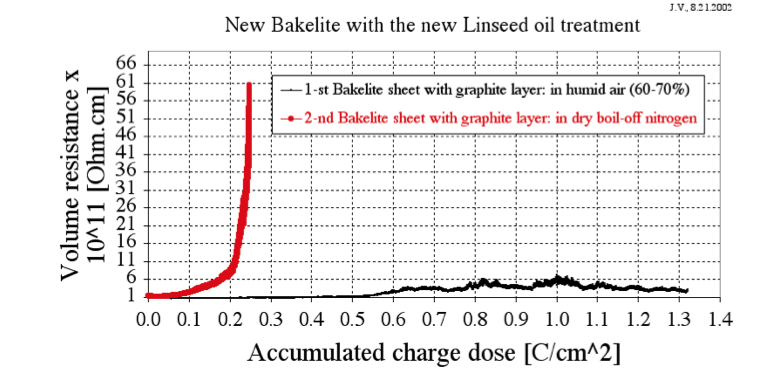 J.V., 8.21.2002
New Bakelite with the new Linseed oil treatment
Volume resistance x
10^11 [Ohm.cm]
66
61
56
51
46
41
36
31
26
21
16
11
6
1
1-st Bakelite sheet with graphite layer: in humid air (60-70%)
2-nd Bakelite sheet with graphite layer: in dry boil-off nitrogen
0.0 0.1 0.2 0.3 0.4 0.5 0.6 0.7 0.8 0.9 1.0 1.1 1.2 1.3 1.4
Accumulated charge dose [C/cm^2]